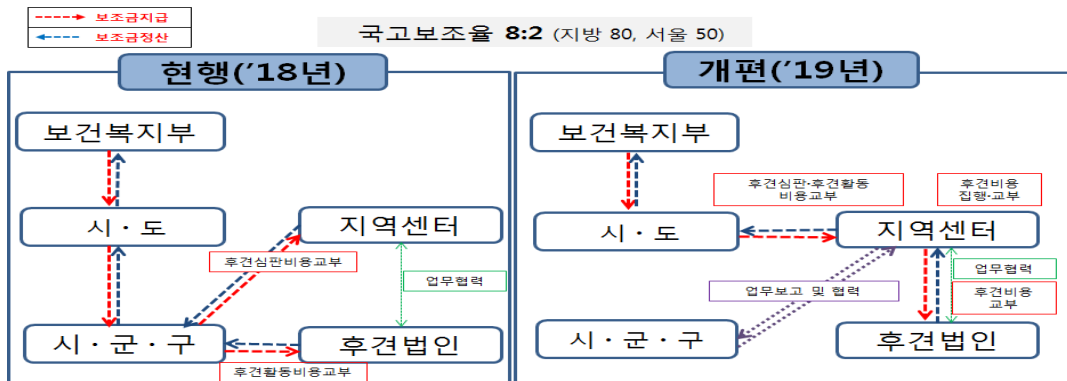 보조금지급
보조금정산
국고보조율 8:2 (지방 80, 서울 50)
현행('18년)
보건복지부
시·도
지역센터
후견심판비용교부
업무협력
시·군·구
후견법인
후견활동비용교부
개편('19년)
보건복지부
후견심판·후견활동
비용교부
후견비용
집행·교부
시·도
지역센터
업무협력
업무보고 및 협력
후견비용
교부
시·군·구
후견법인